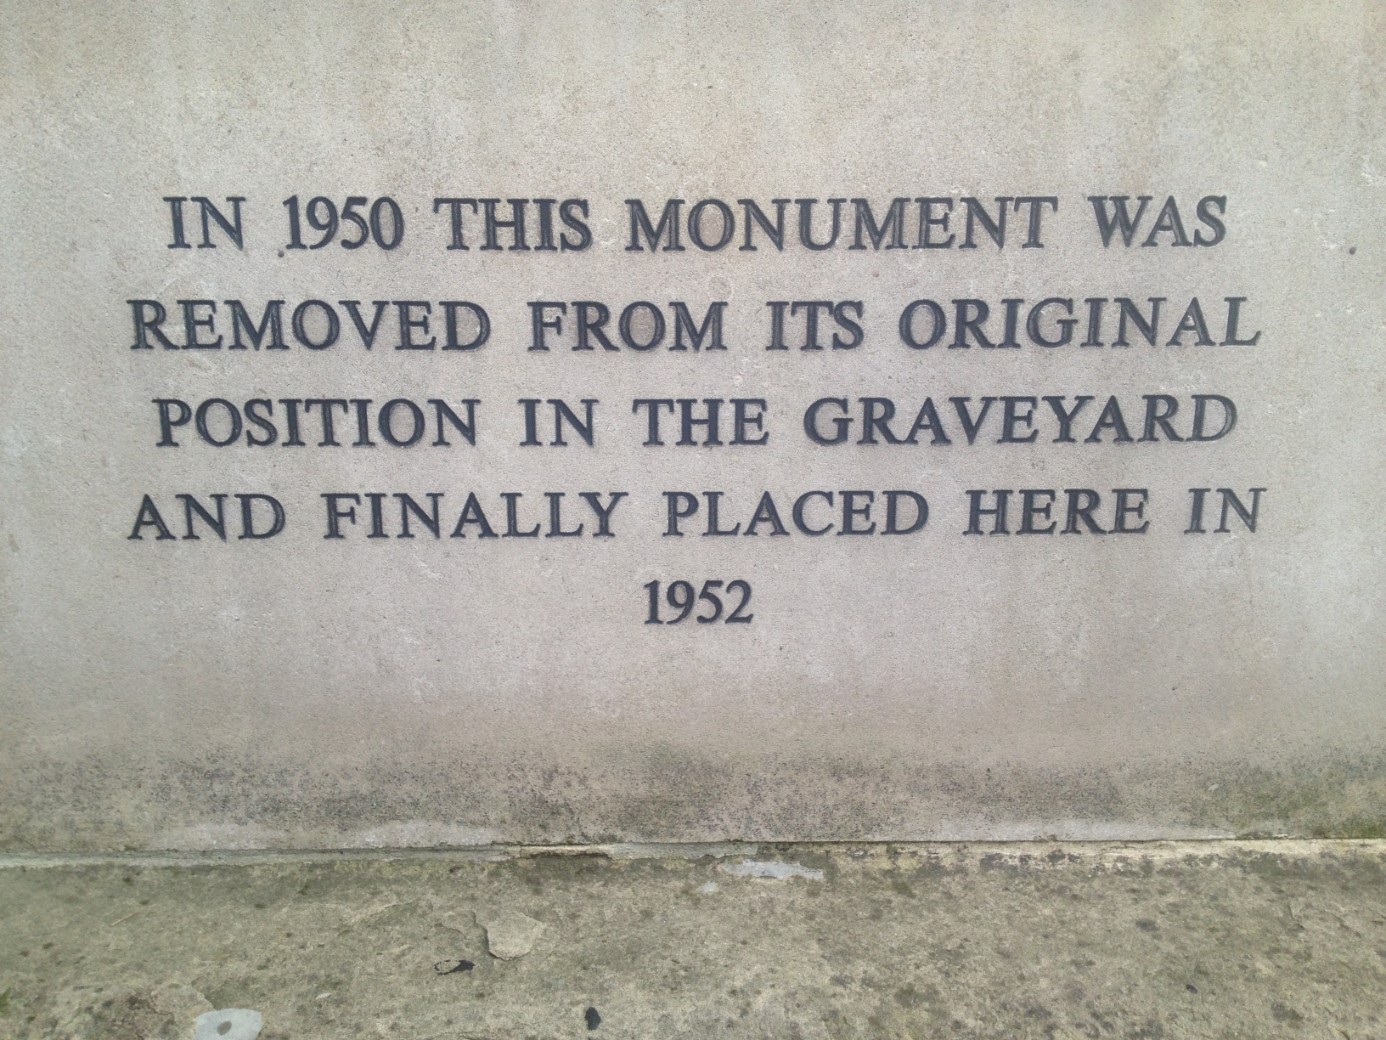 IN 1950 THIS MONUMENT WAS
REMOVED FROM ITS ORIGINAL
POSITION IN THE GRAVEYARD
AND FINALLY PLACED HERE IN
1952